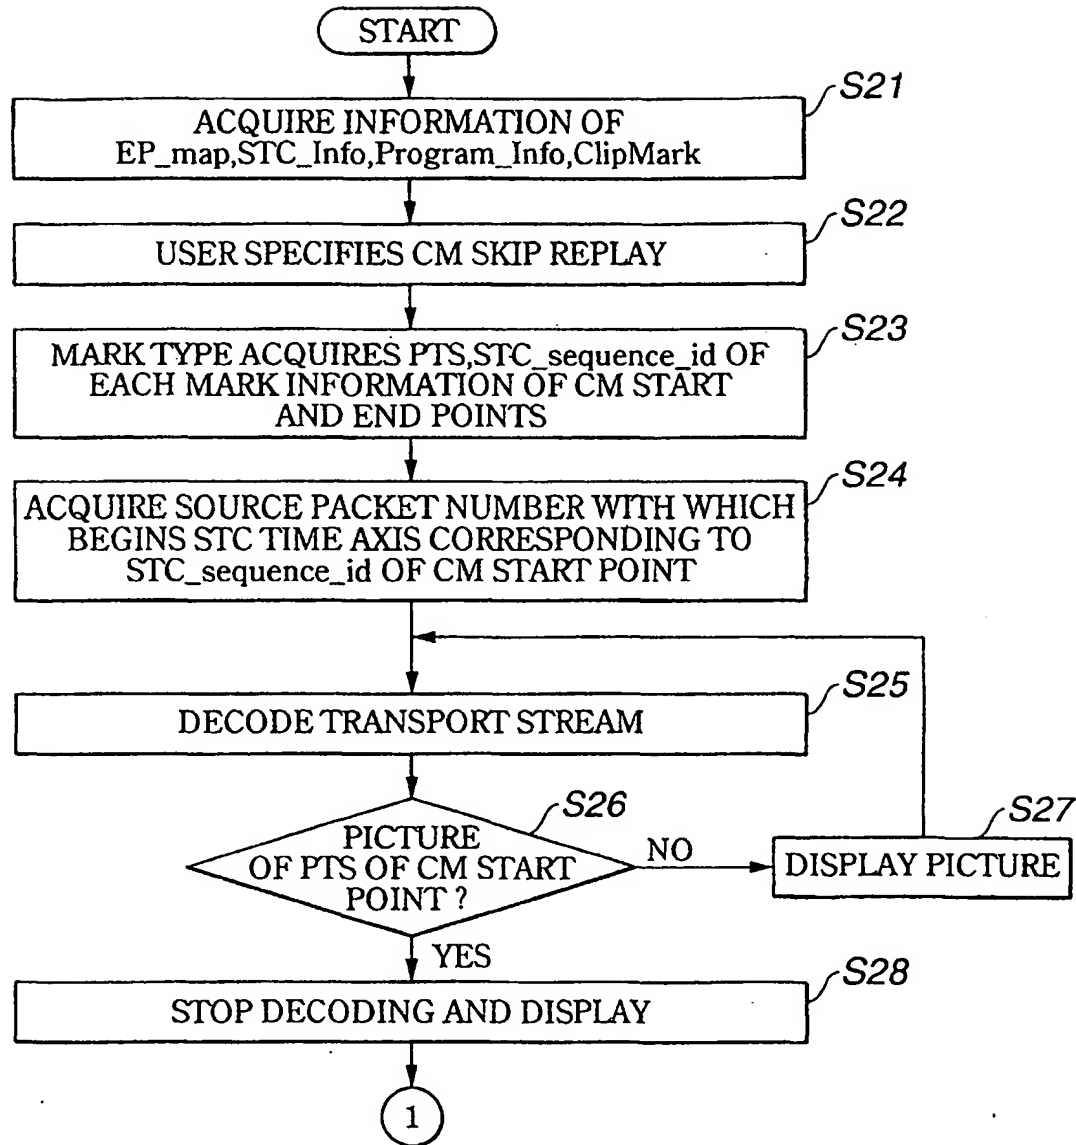 START
S21
ACQUIRE INFORMATION OF
EP_map,STC_Info,Program_Info,ClipMark
S22
USER SPECIFIES CM SKIP REPLAY
S23
MARK TYPE ACQUIRES PTS,STC_sequence_id OF
EACH MARK INFORMATION OF CM START
AND END POINTS
S24
ACQUIRE SOURCE PACKET NUMBER WITH WHICH
BEGINS STC TIME AXIS CORRESPONDING TO
STC_sequence_id OF CM START POINT
S25
DECODE TRANSPORT STREAM
S26
PICTURE
OF PTS OF CM START
POINT ?
NO
S27
DISPLAY PICTURE
YES
S28
STOP DECODING AND DISPLAY
1